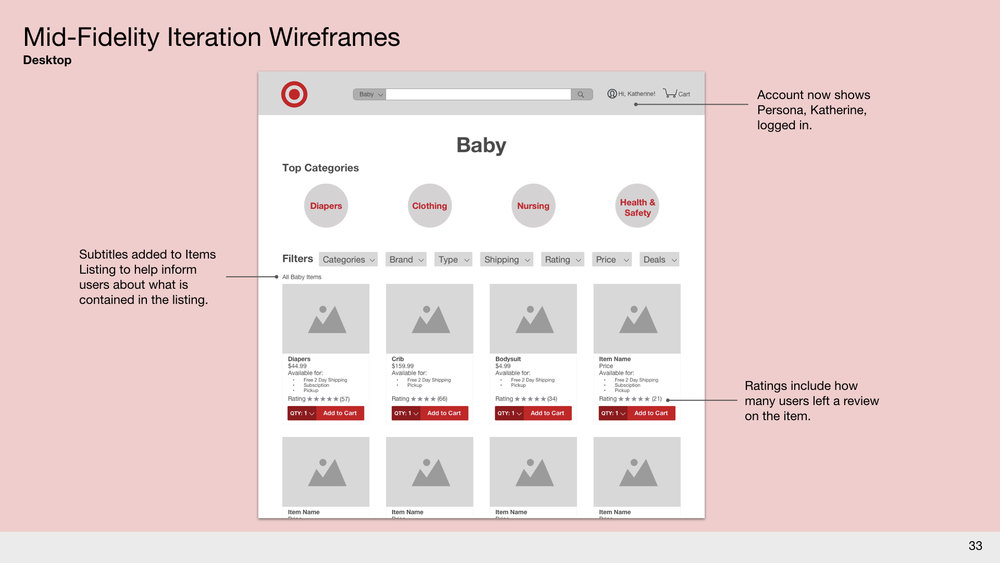 Mid-Fidelity Iteration Wireframes
Desktop
Baby
Hi, Katherine!
Cart
Account now shows
Persona, Katherine,
logged in.
Baby
Top Categories
Diapers
Clothing
Nursing
Health &
Safety
Subtitles added to Items
Listing to help inform
users about what is
contained in the listing.
Filters
Categories
Brand
Type
Shipping
Rating
Price
Deals
All Baby Items
Diapers
$44.99
Available for:
• Free 2 Day Shipping
• Subsciption
• Pickup
Rating ★★★★★ (57)
QTY: 1
Add to Cart
Crib
$159.99
Available for:
• Free 2 Day Shipping
• Pickup
Rating ★★★★ (66)
QTY: 1
Add to Cart
Bodysuit
$4.99
Available for:
• Free 2 Day Shipping
• Pickup
Rating ★★★★★ (34)
QTY: 1
Add to Cart
Item Name
Price
Available for:
• Free 2 Day Shipping
• Subsciption
• Pickup
Rating ★★★★★ (21)
QTY: 1
Add to Cart
Ratings include how
many users left a review
on the item.
Item Name
Item Name
Item Name
Item Name
33